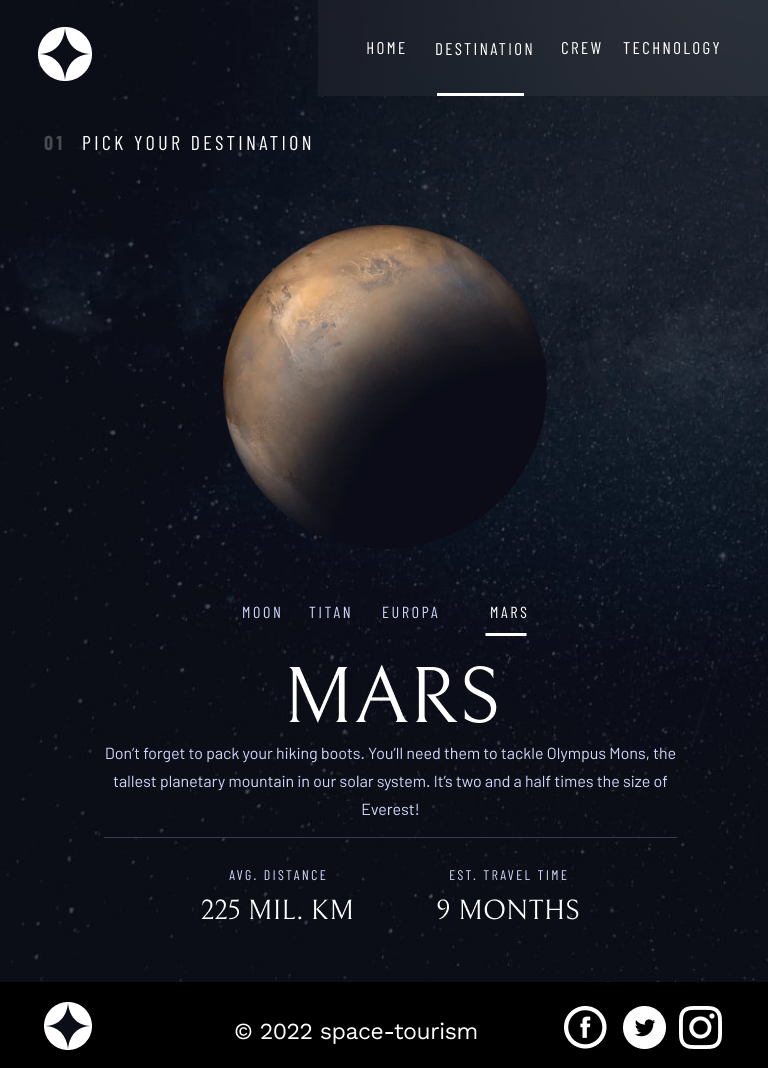 HOME DESTINATION CREW TECHNOLOGY
01 PICK YOUR DESTINATION
MOON TITAN EUROPA MARS
MARS
Don’t forget to pack your hiking boots. You’ll need them to tackle Olympus Mons, the
tallest planetary mountain in our solar system. It’s two and a half times the size of
Everest!
AVG. DISTANCE EST. TRAVEL TIME
225 MIL. KM 9 MONTHS
© 2022 space-tourism